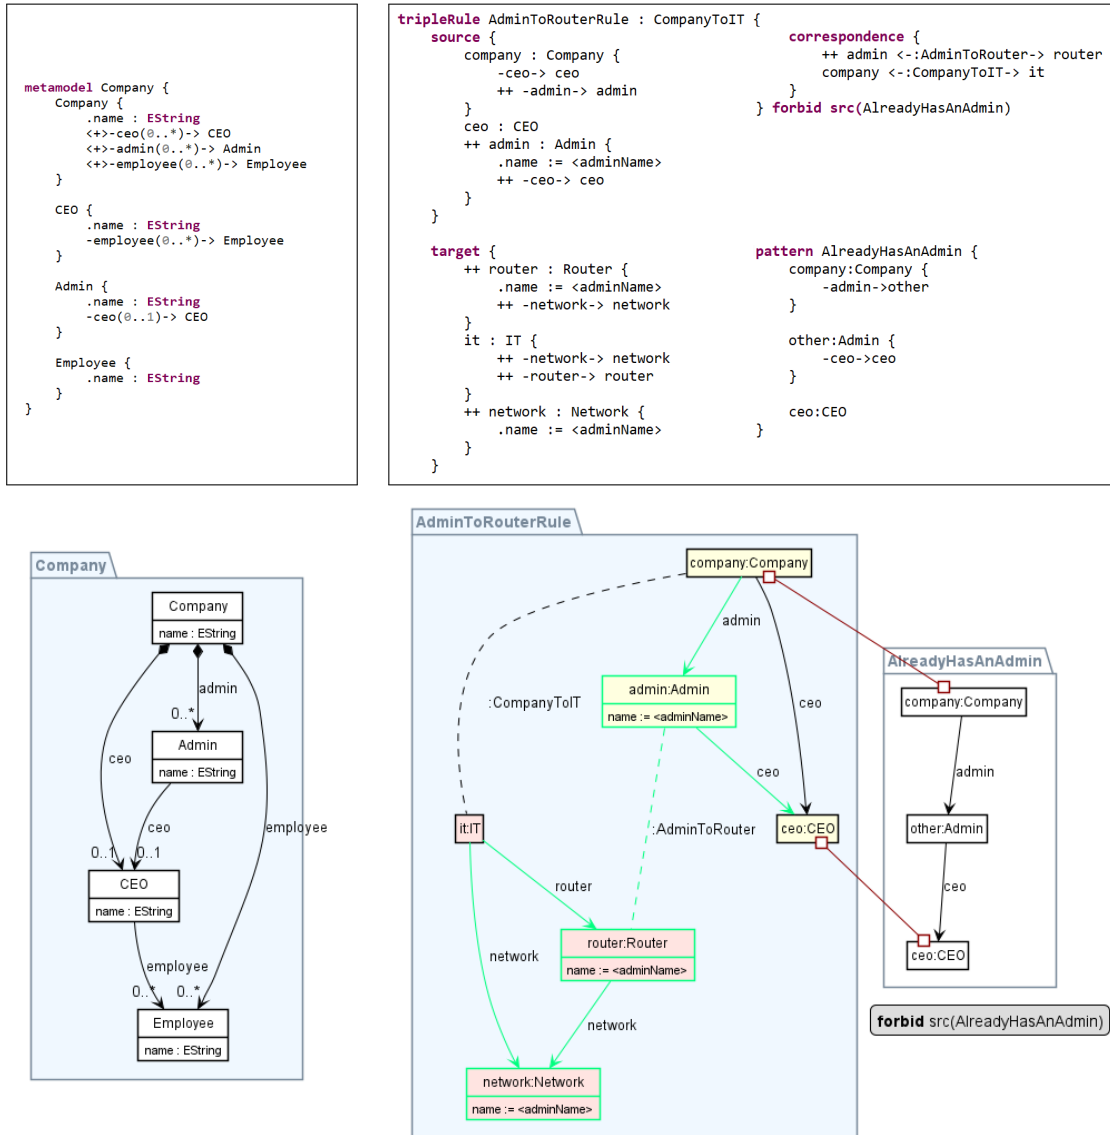 metamodel Company {
Company {
.name : EString
<+>-ceo(0..*)-> CEO
<+>-admin(0..*)-> Admin
<+>-employee(0..*)-> Employee
}
CEO {
.name : EString
-employee(0..*)-> Employee
}
Admin {
.name : EString
-ceo(0..1)-> CEO
}
Employee {
.name : EString
}
}
tripleRule AdminToRouterRule : CompanyToIT {
source {
company : Company {
-ceo-> ceo
++ -admin-> admin
}
ceo : CEO
++ admin : Admin {
.name := <adminName>
++ -ceo-> ceo
}
}
target {
++ router : Router {
.name := <adminName>
++ -network-> network
}
it : IT {
++ -network-> network
++ -router-> router
}
++ network : Network {
.name := <adminName>
}
}
correspondence {
++ admin <-:AdminToRouter-> router
company <-:CompanyToIT-> it
}
} forbid src(AlreadyHasAnAdmin)
pattern AlreadyHasAnAdmin {
company:Company {
-admin->other
}
other:Admin {
-ceo->ceo
}
ceo:CEO
}
Company
Company
name : EString
admin
0..*
Admin
name : EString
ceo
ceo
employee
0..1
0..1
CEO
name : EString
employee
0..*
0..*
Employee
name : EString
AdminToRouterRule
company:Company
admin
admin:Admin
name := <adminName>
:CompanyToIT
ceo
ceo
it:IT
:AdminToRouter
ceo:CEO
router
router:Router
name := <adminName>
network
network
network:Network
name := <adminName>
AlreadyHasAnAdmin
company:Company
admin
other:Admin
ceo
ceo:CEO
forbid src(AlreadyHasAnAdmin)